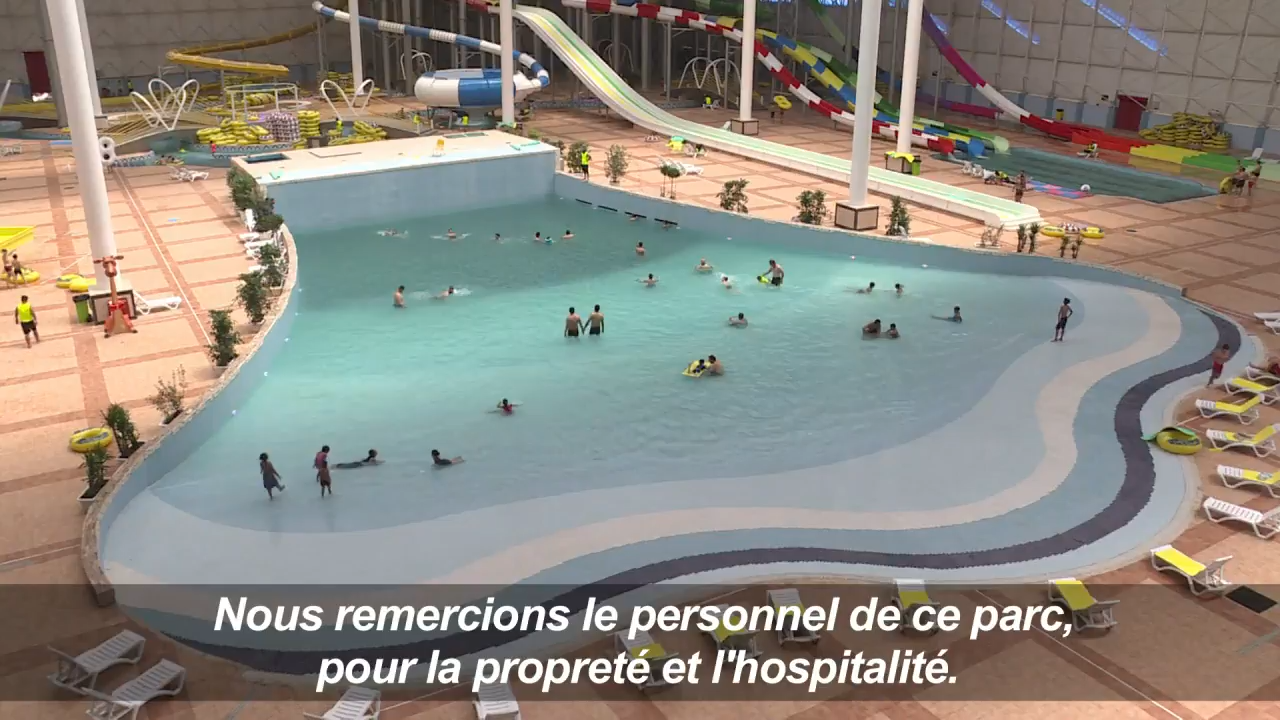 Nous remercions le personnel de ce parc,
pour la propreté et l'hospitalité.